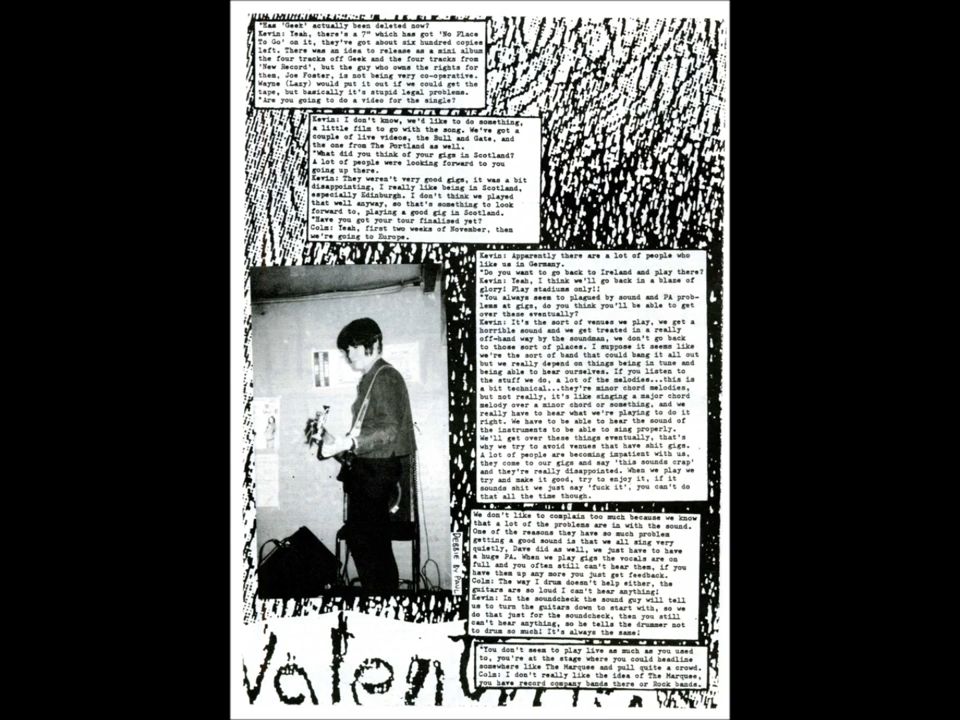 "Has 'Geek' actually been deleted now?
Kevin: Yeah, there's a 7" which has got 'No Place
To Go' on it, they've got about six hundred copies
left. There was an idea to release as a mini album
the four tracks off Geek and the four tracks from
'New Record', but the guy who owns the rights for
them, Joe Foster, is not being very co-operative.
Wayne (Lazy) would put it out if we could get the
tape, but basically it's stupid legal problems.
"Are you going to do a video for the single?
Kevin: I don't know, we'd like to do something,
a little film to go with the song. We've got a
couple of live videos, the Bull and Gate, and
the one from The Portland as well.
"What did you think of your gigs in Scotland?
A lot of people were looking forward to you
going up there.
Kevin: They weren't very good gigs, it was a bit
disappointing, I really like being in Scotland,
especially Edinburgh. I don't think we played
that well anyway, so that's something to look
forward to, playing a good gig in Scotland.
"Have you got your tour finalised yet?
Colm: Yeah, first two weeks of November, then
we're going to Europe.
Kevin: Apparently there are a lot of people who
like us in Germany.
"Do you want to go back to Ireland and play there?
Kevin: Yeah, I think we'll go back in a blaze of
glory! Play stadiums only!!
"You always seem to plagued by sound and PA prob-
lems at gigs, do you think you'll be able to get
over these eventually?
Kevin: It's the sort of venues we play, we get a
horrible sound and we get treated in a really
off-hand way by the soundman, we don't go back
to those sort of places. I suppose it seems like
we're the sort of band that could bang it all out
but we really depend on things being in tune and
being able to hear ourselves. If you listen to
the stuff we do, a lot of the melodies...this is
a bit technical...they're minor chord melodies,
but not really, it's like singing a major chord
melody over a minor chord or something, and we
really have to hear what we're playing to do it
right. We have to be able to hear the sound of
the instruments to be able to sing properly.
We'll get over these things eventually, that's
why we try to avoid venues that have shit gigs.
A lot of people are becoming impatient with us,
they come to our gigs and say 'this sounds crap'
and they're really disappointed. When we play we
try and make it good, try to enjoy it, if it
sounds shit we just say 'fuck it', you can't do
that all the time though.
We don't like to complain too much because we know
that a lot of the problems are in with the sound.
One of the reasons they have so much problem
getting a good sound is that we all sing very
quietly, Dave did as well, we just have to have
a huge PA. When we play gigs the vocals are on
full and you often still can't hear them, if you
have them up any more you just get feedback.
Colm: The way I drum doesn't help either, the
guitars are so loud I can't hear anything!
Kevin: In the soundcheck the sound guy will tell
us to turn the guitars down to start with, so we
do that just for the soundcheck, then you still
can't hear anything, so he tells the drummer not
to drum so much! It's always the same!
"You don't seem to play live as much as you used
to, you're at the stage where you could headline
somewhere like The Marquee and pull quite a crowd.
Colm: I don't really like the idea of The Marquee,
you have record company bands there or Rock bands.
DEBBIE BY PAUL
Valen